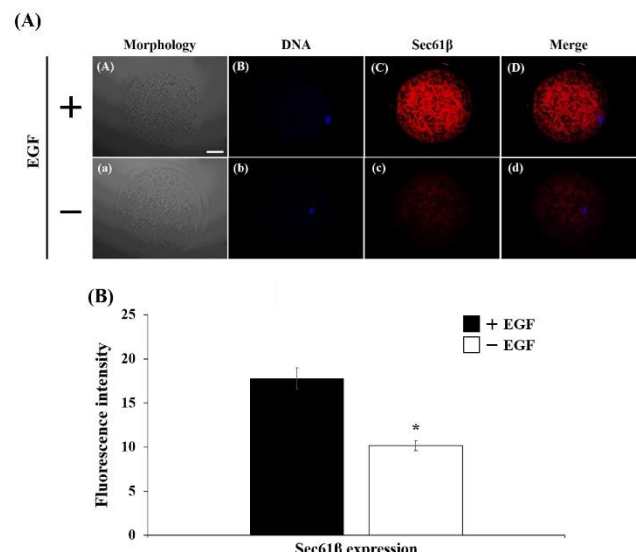 (A)
Morphology DNA Sec61β Merge
EGF
+
(A) (B) (C) (D)
−
(a) (b) (c) (d)
(B)
+ EGF
− EGF
Fluorescence intensity
25
20
15
10
5
0
*
Sec61β expression